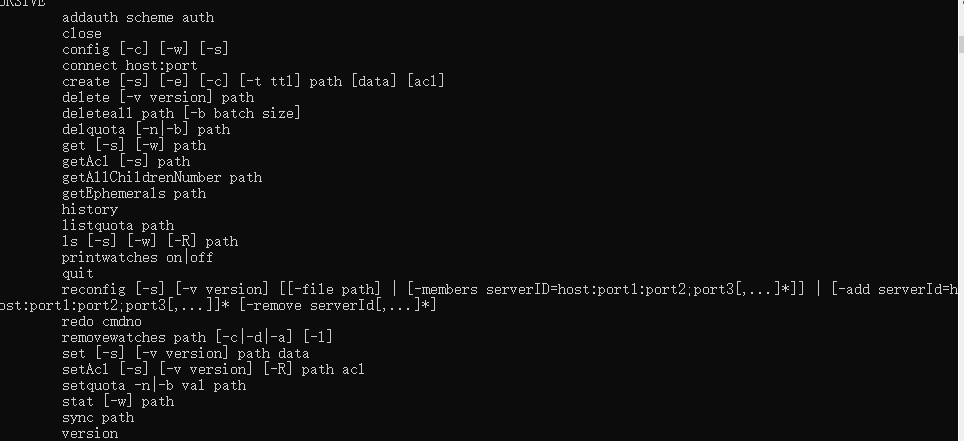 addauth scheme auth
close
config [-c] [-w] [-s]
connect host:port
create [-s] [-e] [-c] [-t ttl] path [data] [acl]
delete [-v version] path
deleteall path [-b batch size]
delquota [-n|-b] path
get [-s] [-w] path
getAcl [-s] path
getAllChildrenNumber path
getEphemerals path
history
listquota path
ls [-s] [-w] [-R] path
printwatches on|off
quit
reconfig [-s] [-v version] [[-file path] | [-members serverID=host:port1:port2;port3[,...]*]] | [-add serverId=h
ost:port1:port2;port3[,...]]* [-remove serverId[,...]*]
redo cmdno
removewatches path [-c|-d|-a] [-l]
set [-s] [-v version] path data
setAcl [-s] [-v version] [-R] path acl
setquota -n|-b val path
stat [-w] path
sync path
version